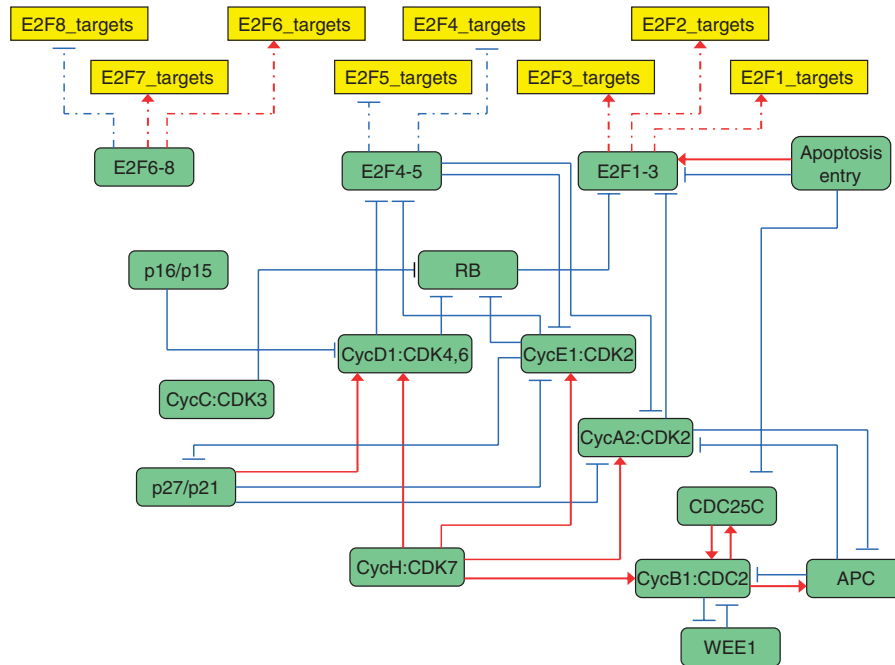 E2F8_targets
E2F6_targets
E2F4_targets
E2F2_targets
E2F7_targets
E2F5_targets
E2F3_targets
E2F1_targets
E2F6-8
E2F4-5
E2F1-3
Apoptosis
entry
p16/p15
RB
CycD1:CDK4,6
CycE1:CDK2
CycC:CDK3
CycA2:CDK2
p27/p21
CDC25C
CycH:CDK7
CycB1:CDC2
APC
WEE1